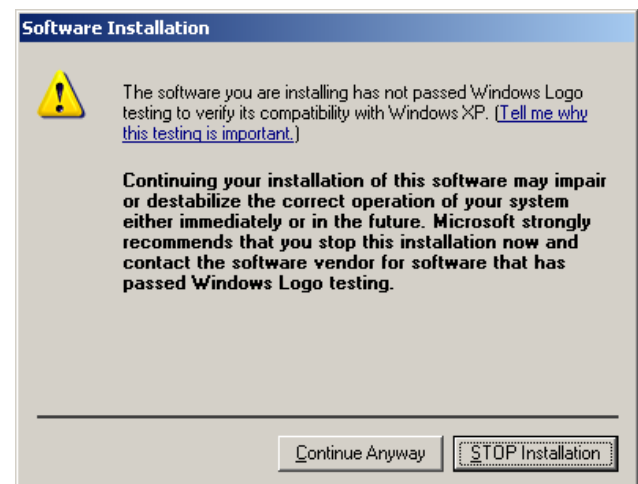 Software Installation
The software you are installing has not passed Windows Logo
testing to verify its compatibility with Windows XP. (Tell me why
this testing is important.)
Continuing your installation of this software may impair
or destabilize the correct operation of your system
either immediately or in the future. Microsoft strongly
recommends that you stop this installation now and
contact the software vendor for software that has
passed Windows Logo testing.
Continue Anyway STOP Installation